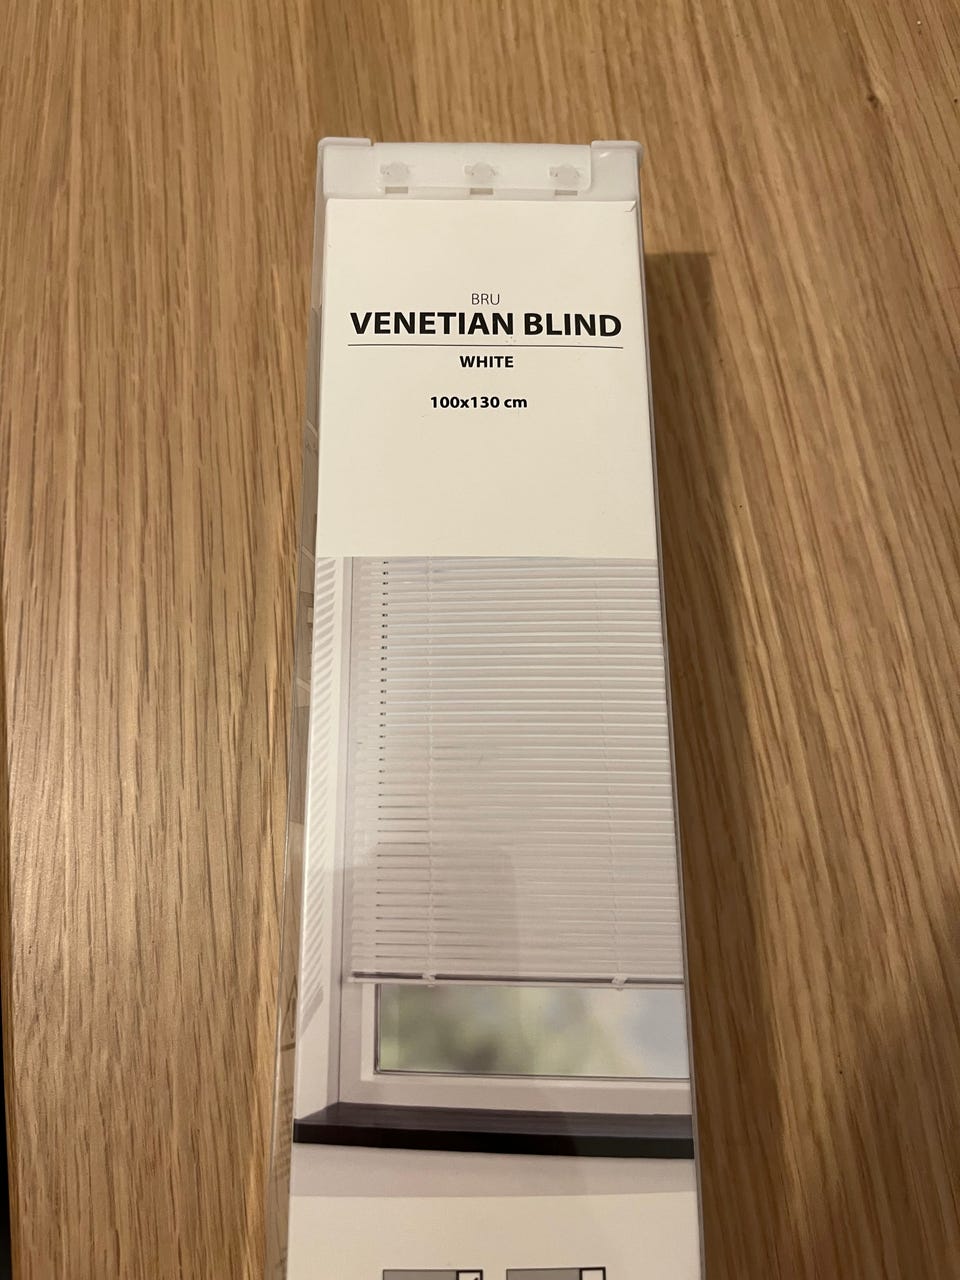 BRU
VENETIAN BLIND
WHITE
100x130 cm